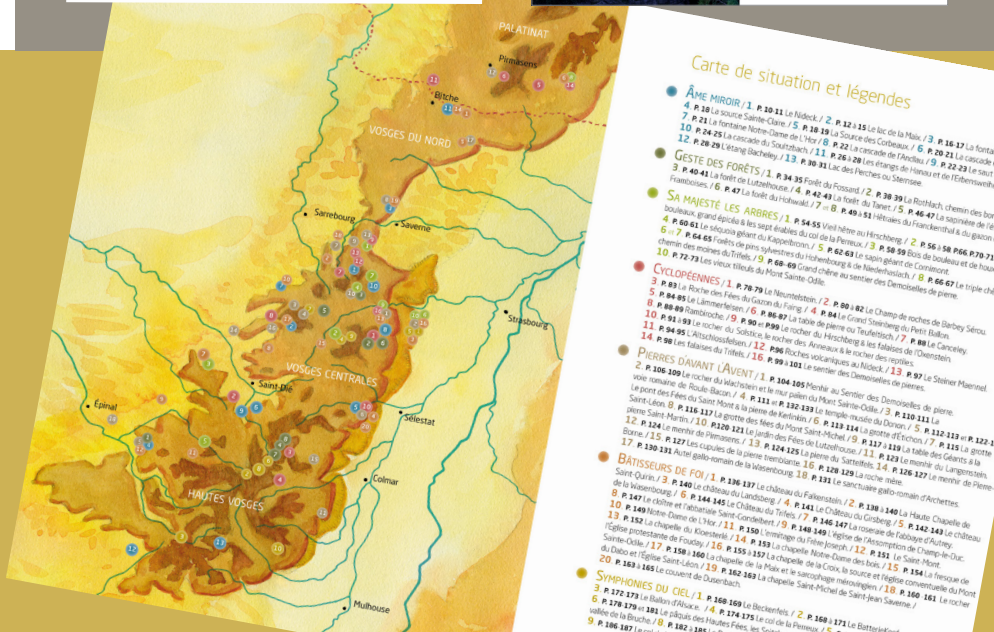 PALATINAT
Pirmasens
Bitche
VOSGES DU NORD
Sarrebourg
Saverne
Strasbourg
VOSGES CENTRALES
Saint-Dié
Épinal
Sélestat
Colmar
HAUTES VOSGES
Mulhouse
Carte de situation et légendes
ÂME MIROIR / 1. P. 10-11 Le Nideck. / 2. P. 12 à 15 Le lac de la Maix. / 3. P. 16-17 La fonta
4. P. 18 La source Sainte-Claire. / 5. P. 18-19 La Source des Corbeaux. / 6. P. 20-21 La cascade
7. P. 21 La fontaine Notre-Dame de L'Hor / 8. P. 22 La cascade de l'Andlau. / 9. P. 22-23 Le saut
10. P. 24-25 La cascade du Soultzbach. / 11. P. 26 à 28 Les étangs de Hanau et de l'Erbensweihe
12. P. 28-29 L'étang Bacheley. / 13. P. 30-31 Lac des Perches ou Sternsee.
GESTE DES FORÊTS / 1. P. 34-35 Forêt du Fossard. / 2. P. 38-39 La Rothlach, chemin des bor
3. P. 40-41 La forêt de Lutzelhouse. / 4. P. 42-43 La forêt du Tanet. / 5. P. 46-47 La sapinière de l'é
Framboises. / 6. P. 47 La forêt du Hohwald. / 7 et 8. P. 49 à 51 Hêtraies du Franckenthal & du gazon
SA MAJESTÉ LES ARBRES / 1. P. 54-55 Vieil hêtre au Hirschberg. / 2. P. 56 à 58, P.66, P.70-71
bouleaux, grand épicéa & les sept érables du col de la Perreux. / 3. P. 58-59 Bois de bouleau et de houx
4. P. 60-61 Le séquoia géant du Kappelbronn. / 5. P. 62-63 Le sapin géant de Cornimont.
6 et 7. P. 64-65 Forêts de pins sylvestres du Hohenbourg & de Niederhaslach. / 8. P. 66-67 Le triple chê
chemin des moines du Trifels. / 9. P. 68-69 Grand chêne au sentier des Demoiselles de pierre.
10. P. 72-73 Les vieux tilleuls du Mont Sainte-Odile.
CYCLOPÉENNES / 1. P. 78-79 Le Neuntelstein. / 2. P. 80 à 82 Le Champ de roches de Barbey Sérou.
3. P. 83 La Roche des Fées du Gazon du Faing. / 4. P. 84 Le Grand Steinberg du Petit Ballon.
5. P. 84-85 Le Lämmerfelsen. / 6. P. 86-87 La table de pierre ou Teufeltisch. / 7. P. 88 Le Canceley.
8. P. 88-89 Rambiroche. / 9. P. 90 et P.99 Le rocher du Hirschberg & les falaises de l'Oxenstein.
10. P. 91 à 93 Le rocher du Solstice, le rocher des Anneaux & le rocher des reptiles.
11. P. 94-95 L'Altschlossfelsen. / 12. P.96 Roches volcaniques au Nideck. / 13. P. 97 Le Steiner Maennel.
14. P. 98 Les falaises du Trifels. / 16. P. 99 à 101 Le sentier des Demoiselles de pierres.
PIERRES D'AVANT L'AVENT / 1. P. 104-105 Menhir au Sentier des Demoiselles de pierre.
2. P. 106-109 Le rocher du Wachstein et le mur païen du Mont Sainte-Odile. / 3. P. 110-111 La
voie romaine de Roule-Bacon. / 4. P. 111 et P. 132-133 Le temple-musée du Donon. / 5. P. 112-113 et P. 122-1
Le pont des Fées du Saint Mont & la pierre de Kerlinkin. / 6. P. 113-114 La grotte d'Étichon. / 7. P. 115 La grotte
Saint-Léon. 8. P. 116-117 La grotte des fées du Mont Saint-Michel. / 9. P. 117 à 119 La table des Géants à la
pierre Saint-Martin. / 10. P. 120-121 Le Jardin des Fées de Lutzelhouse. / 11. P. 123 Le menhir du Langenstein.
12. P. 124 Le menhir de Pirmasens. / 13. P. 124-125 La pierre du Sattelfels. 14. P. 126-127 Le menhir de Pierre-
Borne. / 15. P. 127 Les cupules de la pierre tremblante. 16. P. 128-129 La roche mère.
17. P. 130-131 Autel gallo-romain de la Wasenbourg. 18. P. 131 Le sanctuaire gallo-romain d'Archettes.
BÂTISSEURS DE FOI / 1. P. 136-137 Le château du Falkenstein. / 2. P. 138 à 140 La Haute Chapelle de
Saint-Quirin. / 3. P. 140 Le château du Landsberg. / 4. P. 141 Le château du Girsberg. / 5. P. 142-143 Le château
de la Wasenbourg. / 6. P. 144-145 Le Château du Trifels. / 7. P. 146-147 La roseraie de l'abbaye d'Autrey.
8. P. 147 Le cloître et l'abbatiale Saint-Gondelbert. / 9. P. 148-149 L'église de l'Assomption de Champ-le-Duc.
10. P. 149 Notre-Dame de L'Hor. / 11. P. 150 L'ermitage du Frère Joseph. / 12. P. 151 Le Saint-Mont.
13. P. 152 La chapelle du Kloesterlé. / 14. P. 153 La chapelle Notre-Dame des bois. / 15. P. 154 La fresque de
l'Église protestante de Fouday. / 16. P. 155 à 157 La chapelle de la Croix, la source et l'église conventuelle du Mont
Sainte-Odile. / 17. P. 158 à 160 La chapelle de la Maix et le sarcophage mérovingien. / 18. P. 160-161 Le rocher
du Dabo et l'Église Saint-Léon. / 19. P. 162-163 La chapelle Saint-Michel de Saint-Jean Saverne. /
20. P. 163 à 165 Le couvent de Dusenbach.
SYMPHONIES DU CIEL / 1. P. 168-169 Le Beckenfels. / 2. P. 168 à 171 Le Batteriekopf
3. P. 172-173 Le Ballon d'Alsace. / 4. P. 174-175 Le col de la Perreux. / 5.
6. P. 178-179 et 181 Le pâquis des Hautes Fées, les
vallée de la Bruche. / 8. P. 182 à 185
9. P. 186-187 Le col